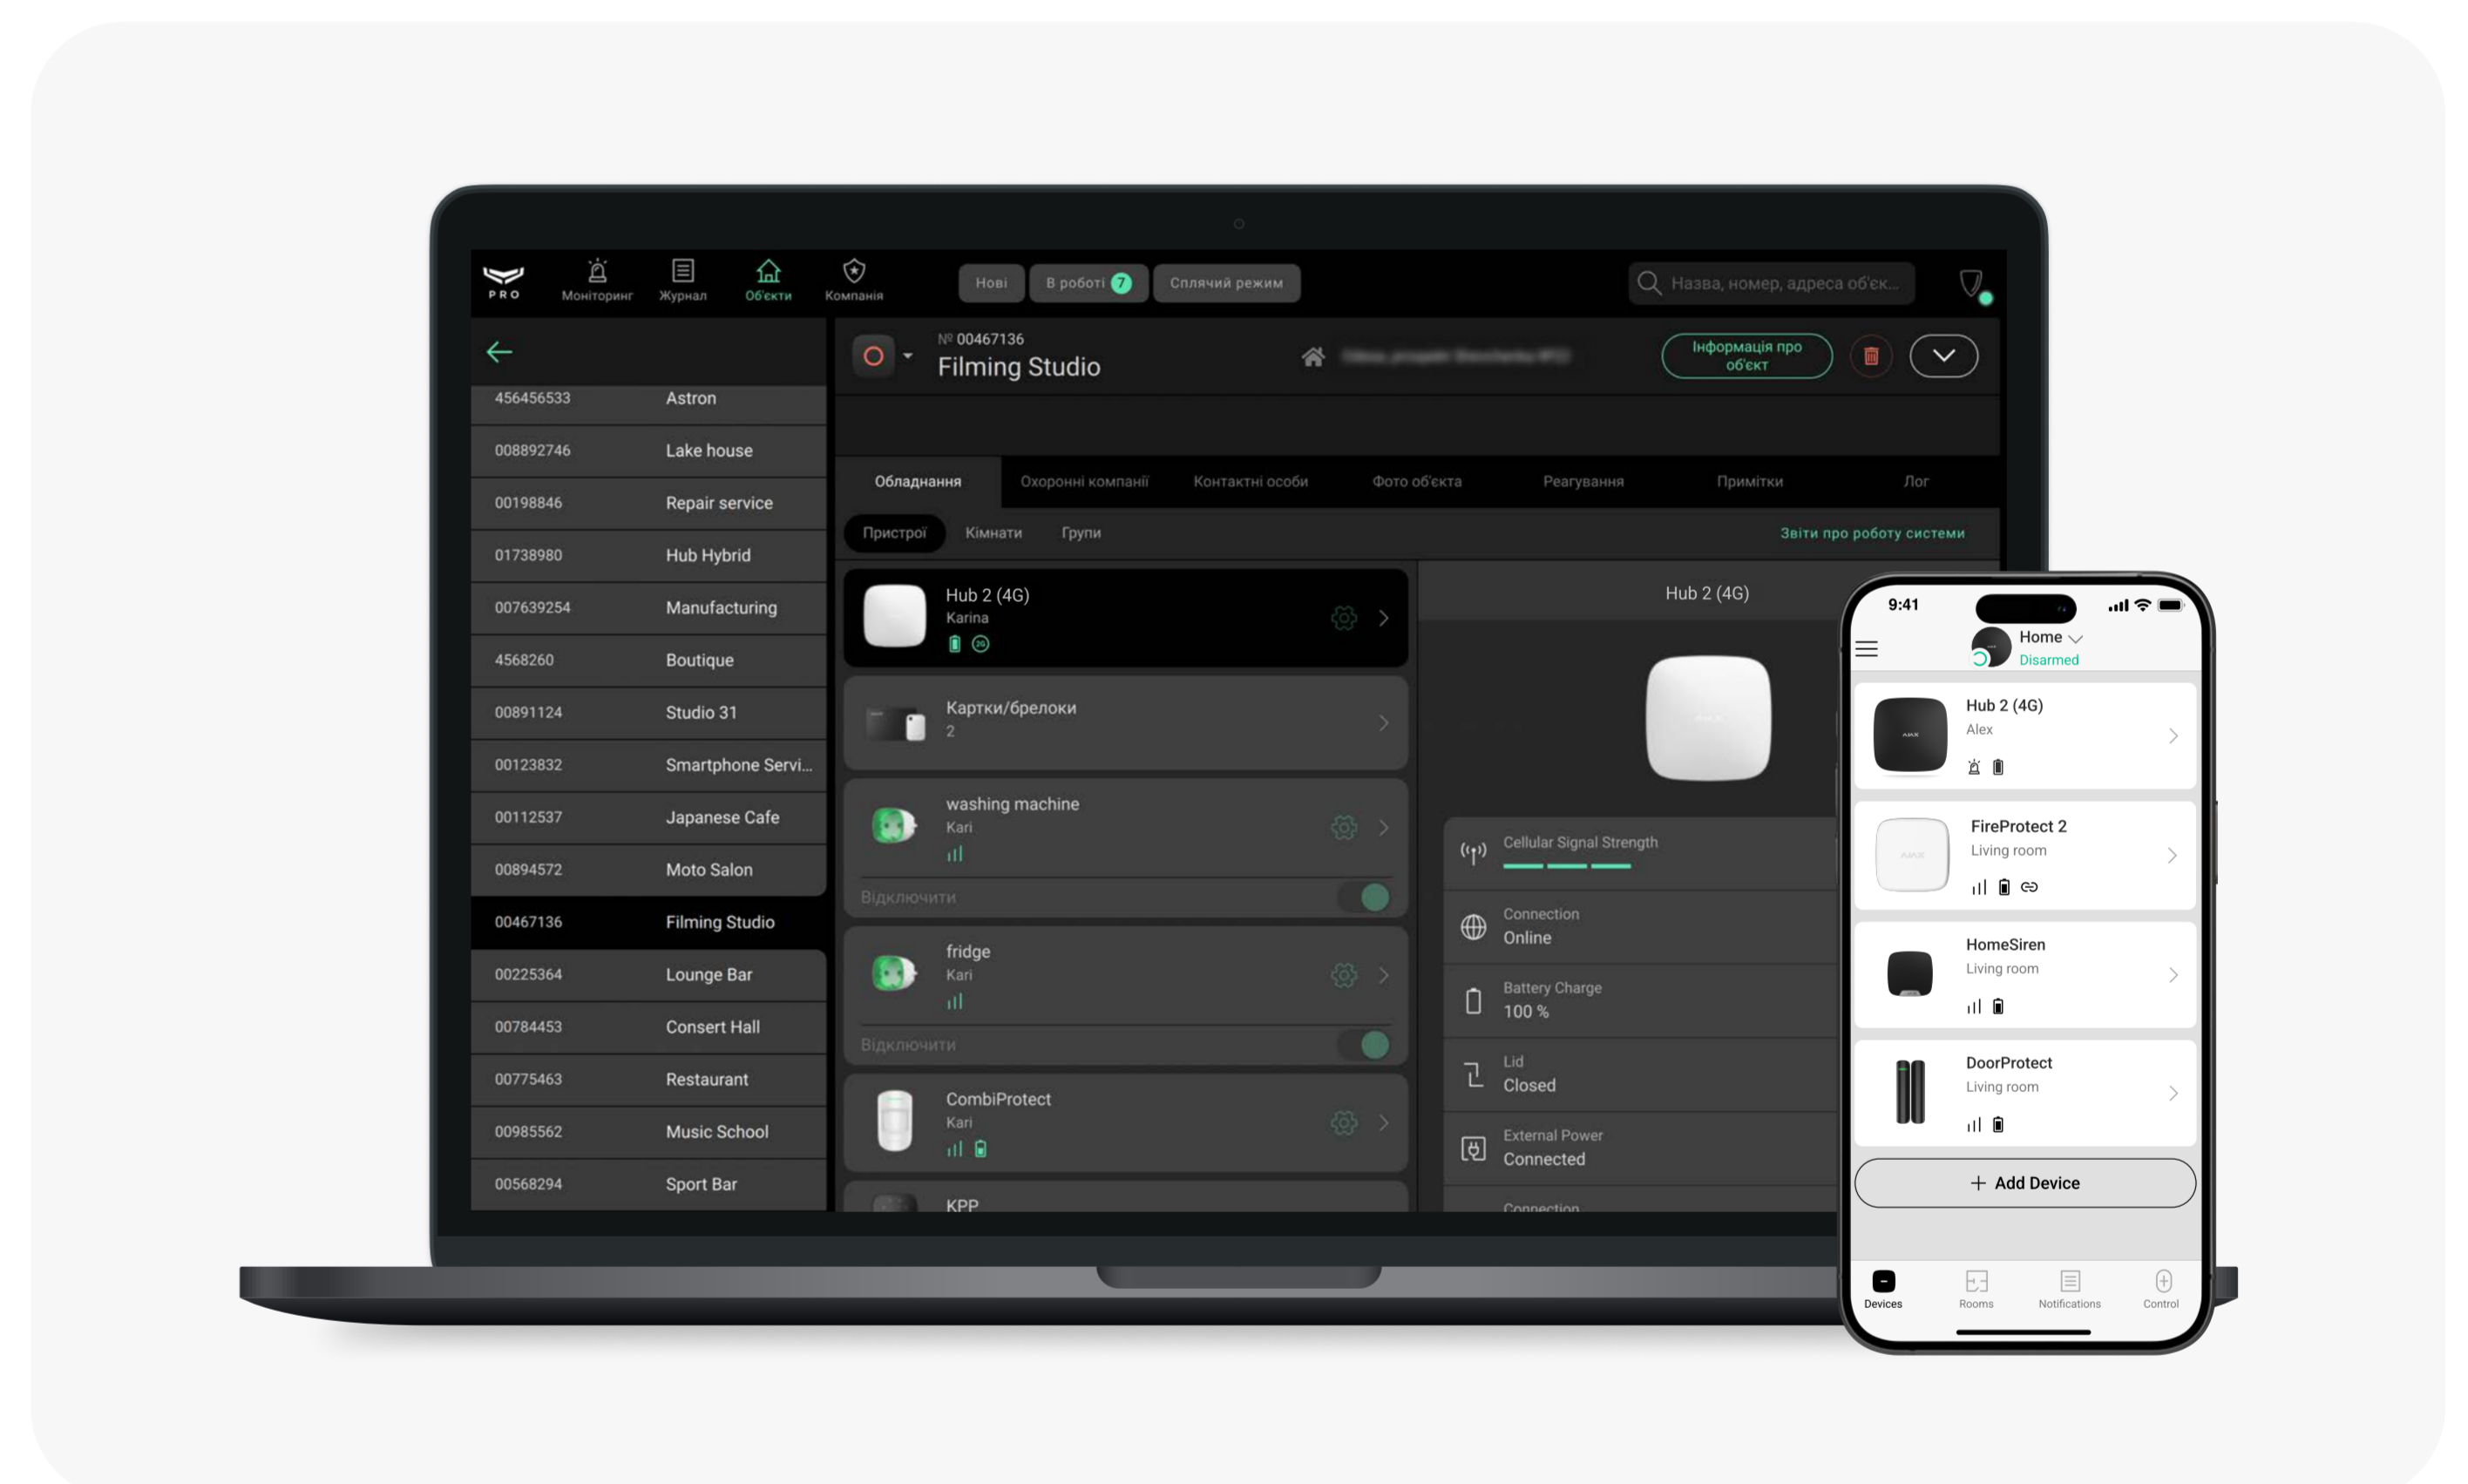 PRO
Моніторинг
Журнал
Об'єкти
Компанія
Нові
В роботі 7
Сплячий режим
Назва, номер, адреса об'єк...
№ 00467136
Filming Studio
Інформація про
об'єкт
456456533 Astron
008892746 Lake house
00198846 Repair service
01738980 Hub Hybrid
007639254 Manufacturing
4568260 Boutique
00891124 Studio 31
00123832 Smartphone Servi...
00112537 Japanese Cafe
00894572 Moto Salon
00467136 Filming Studio
00225364 Lounge Bar
00784453 Consert Hall
00775463 Restaurant
00985562 Music School
00568294 Sport Bar
Обладнання
Охоронні компанії
Контактні особи
Фото об'єкта
Реагування
Примітки
Лог
Пристрої
Кімнати
Групи
Звіти про роботу системи
Hub 2 (4G)
Karina
2G
Картки/брелоки
2
washing machine
Kari
Відключити
fridge
Kari
Відключити
CombiProtect
Kari
KPP
Hub 2 (4G)
Cellular Signal Strength
Connection
Online
Battery Charge
100 %
Lid
Closed
External Power
Connected
Connection
9:41
Home
Disarmed
Hub 2 (4G)
Alex
AJAX
FireProtect 2
Living room
AJAX
HomeSiren
Living room
DoorProtect
Living room
+ Add Device
Devices
Rooms
Notifications
Control